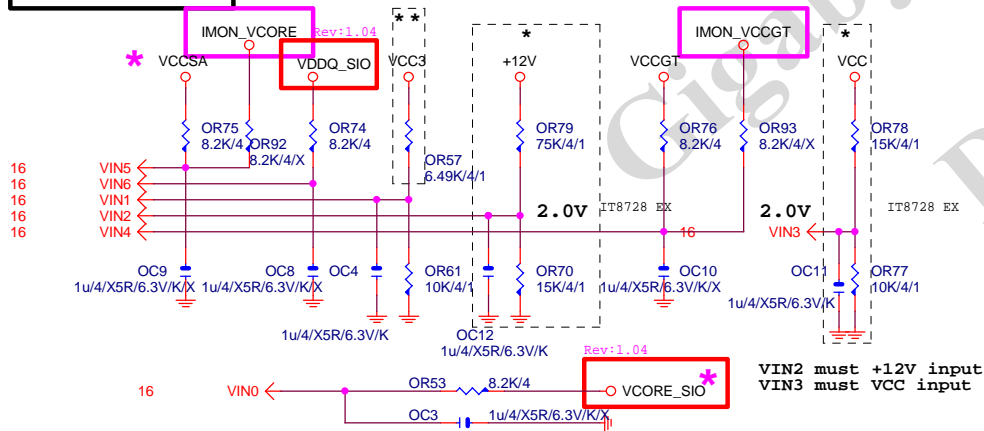 IMON_VCORE
Rev:1.04
* *
*
IMON_VCCGT
*
*
VCCSA
VDDQ_SIO
VCC3
+12V
VCCGT
VCC
OR75
8.2K/4
OR92
8.2K/4/X
OR74
8.2K/4
OR57
6.49K/4/1
OR79
75K/4/1
OR76
8.2K/4
OR93
8.2K/4/X
OR78
15K/4/1
16 VIN5
16 VIN6
16 VIN1
16 VIN2
16 VIN4
2.0V
IT8728 EX
16 VIN3
2.0V
IT8728 EX
OC9
1u/4/X5R/6.3V/K/X
OC8
1u/4/X5R/6.3V/K/X
OC4
1u/4/X5R/6.3V/K
OR61
10K/4/1
OC12
1u/4/X5R/6.3V/K
OR70
15K/4/1
OC10
1u/4/X5R/6.3V/K/X
OC11
1u/4/X5R/6.3V/K
OR77
10K/4/1
Rev:1.04
16 VIN0
OR53 8.2K/4
VCORE_SIO *
OC3 1u/4/X5R/6.3V/K/X
VIN2 must +12V input
VIN3 must VCC input